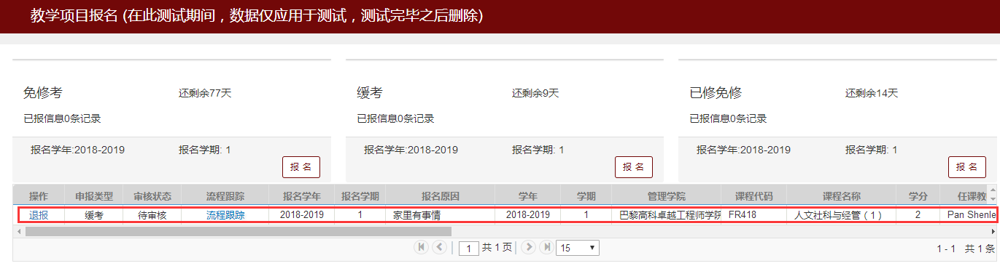 教学项目报名 (在此测试期间，数据仅应用于测试，测试完毕之后删除)
免修考 还剩余77天
已报信息0条记录
报名学年:2018-2019 报名学期: 1
报 名
缓考 还剩余9天
已报信息0条记录
报名学年:2018-2019 报名学期: 1
报 名
已修免修 还剩余14天
已报信息0条记录
报名学年:2018-2019 报名学期: 1
报 名
操作 申报类型 审核状态 流程跟踪 报名学年 报名学期 报名原因 学年 学期 管理学院 课程代码 课程名称 学分 任课教
退报 缓考 待审核 流程跟踪 2018-2019 1 家里有事情 2018-2019 1 巴黎高科卓越工程师学院 FR418 人文社科与经管（1） 2 Pan Shenle
1 共 1 页 15 1 - 1 共 1 条